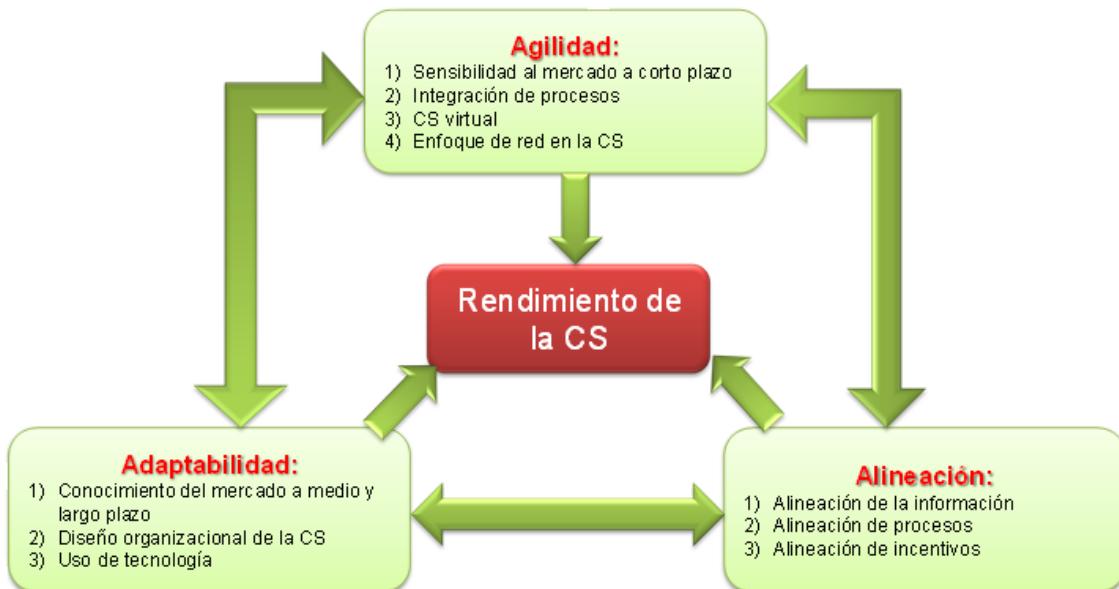 Agilidad:
1) Sensibilidad al mercado a corto plazo
2) Integración de procesos
3) CS virtual
4) Enfoque de red en la CS
Rendimiento de
la CS
Adaptabilidad:
1) Conocimiento del mercado a medio y
largo plazo
2) Diseño organizacional de la CS
3) Uso de tecnología
Alineación:
1) Alineación de la información
2) Alineación de procesos
3) Alineación de incentivos